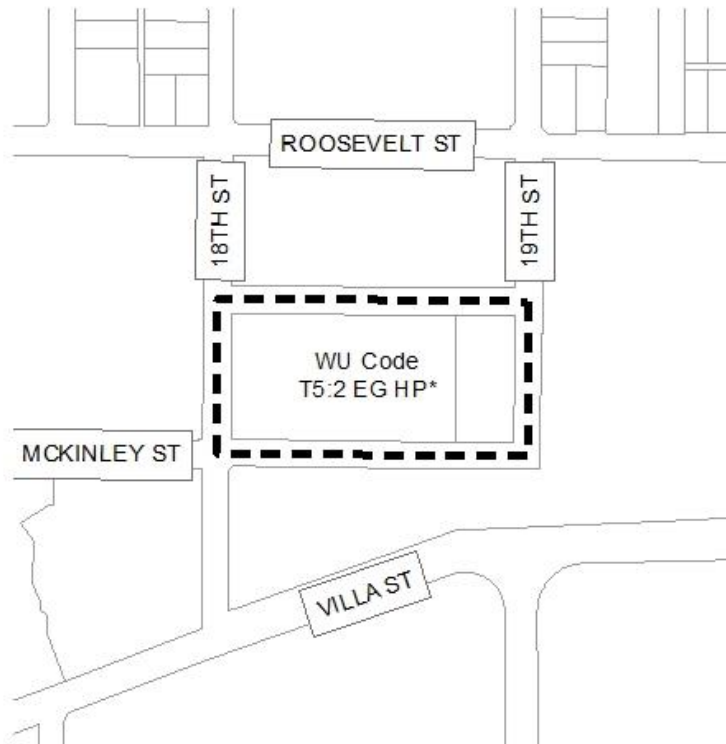 ROOSEVELT ST
18TH ST
19TH ST
WU Code
T5:2 EG HP*
MCKINLEY ST
VILLA ST